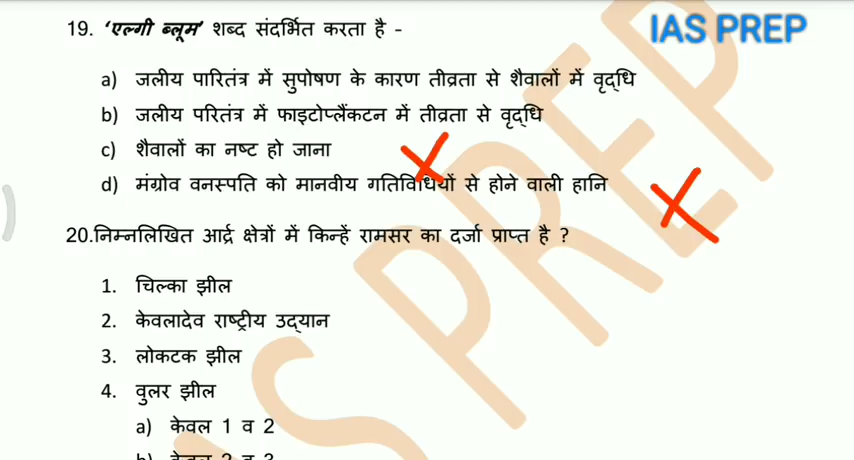 IAS PREP
19. ‘एल्गी ब्लूम’ शब्द संदर्भित करता है -
a) जलीय पारितंत्र में सुपोषण के कारण तीव्रता से शैवालों में वृद्धि
b) जलीय परितंत्र में फाइटोप्लैंकटन में तीव्रता से वृद्धि
c) शैवालों का नष्ट हो जाना
d) मंग्रोव वनस्पति को मानवीय गतिविधियों से होने वाली हानि
20.निम्नलिखित आर्द्र क्षेत्रों में किन्हें रामसर का दर्जा प्राप्त है ?
1. चिल्का झील
2. केवलादेव राष्ट्रीय उद्यान
3. लोकटक झील
4. वुलर झील
a) केवल 1 व 2